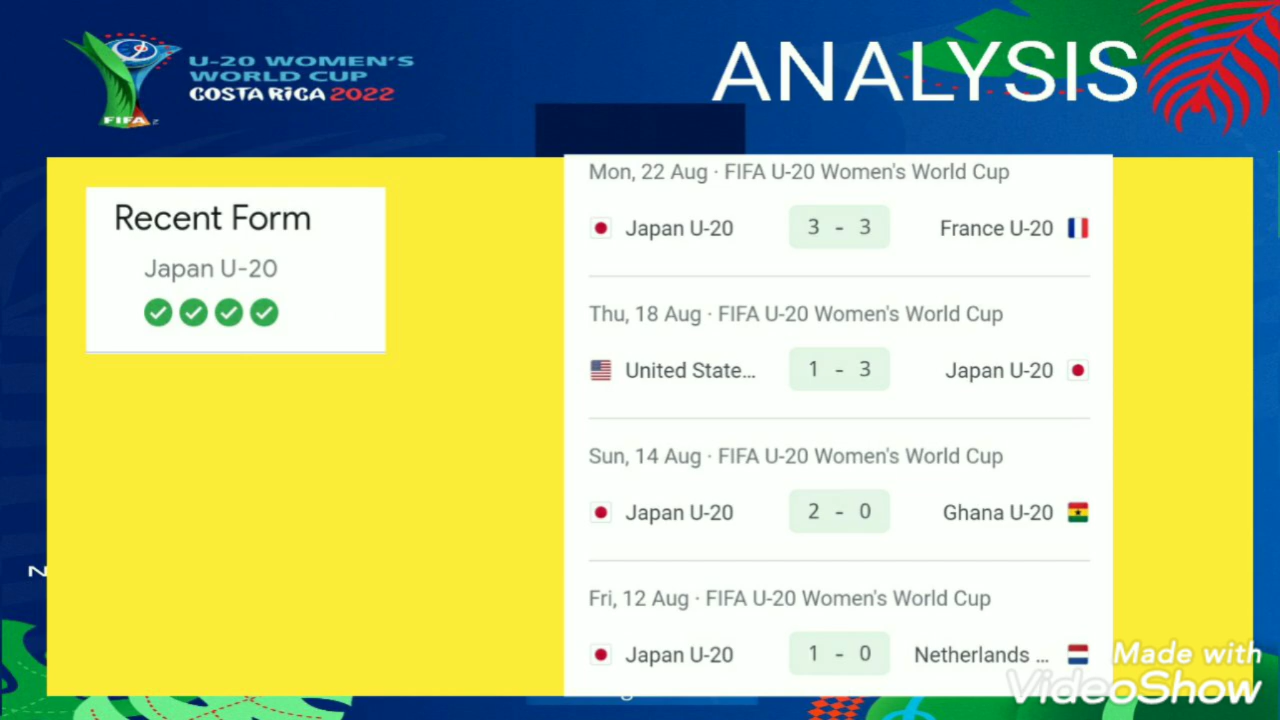 U-20 WOMEN'S
WORLD CUP
COSTA RICA 2022
FIFA
ANALYSIS
Recent Form
Japan U-20
Mon, 22 Aug · FIFA U-20 Women's World Cup
Japan U-20 3 - 3 France U-20
Thu, 18 Aug · FIFA U-20 Women's World Cup
United State... 1 - 3 Japan U-20
Sun, 14 Aug · FIFA U-20 Women's World Cup
Japan U-20 2 - 0 Ghana U-20
Fri, 12 Aug · FIFA U-20 Women's World Cup
Japan U-20 1 - 0 Netherlands ...
Made with
VideoShow